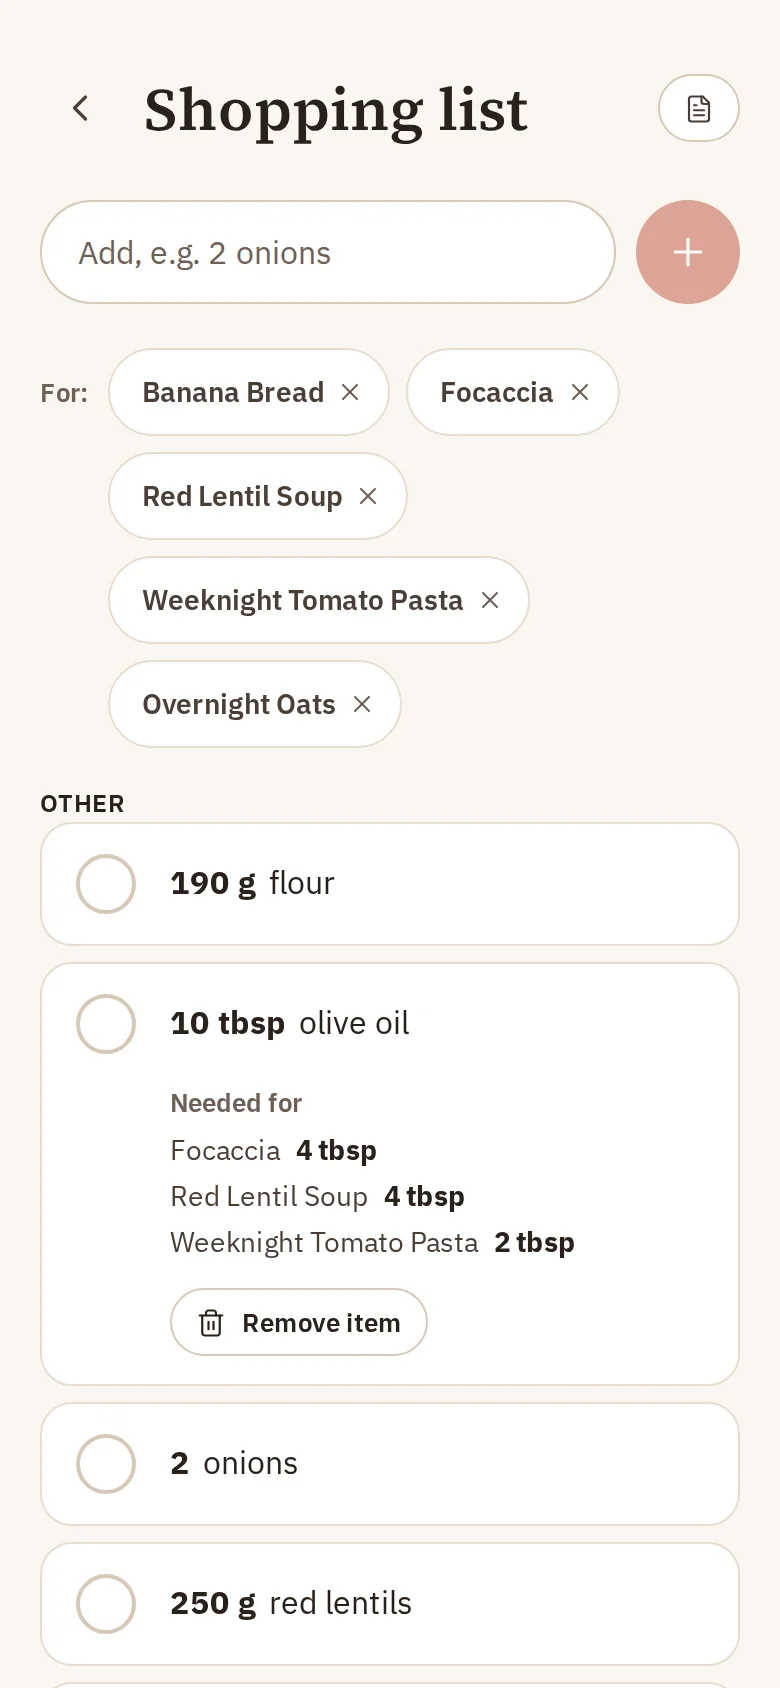 Shopping list
Add, e.g. 2 onions
For: Banana Bread Focaccia
Red Lentil Soup
Weeknight Tomato Pasta
Overnight Oats
OTHER
190 g flour
10 tbsp olive oil
Needed for
Focaccia 4 tbsp
Red Lentil Soup 4 tbsp
Weeknight Tomato Pasta 2 tbsp
Remove item
2 onions
250 g red lentils